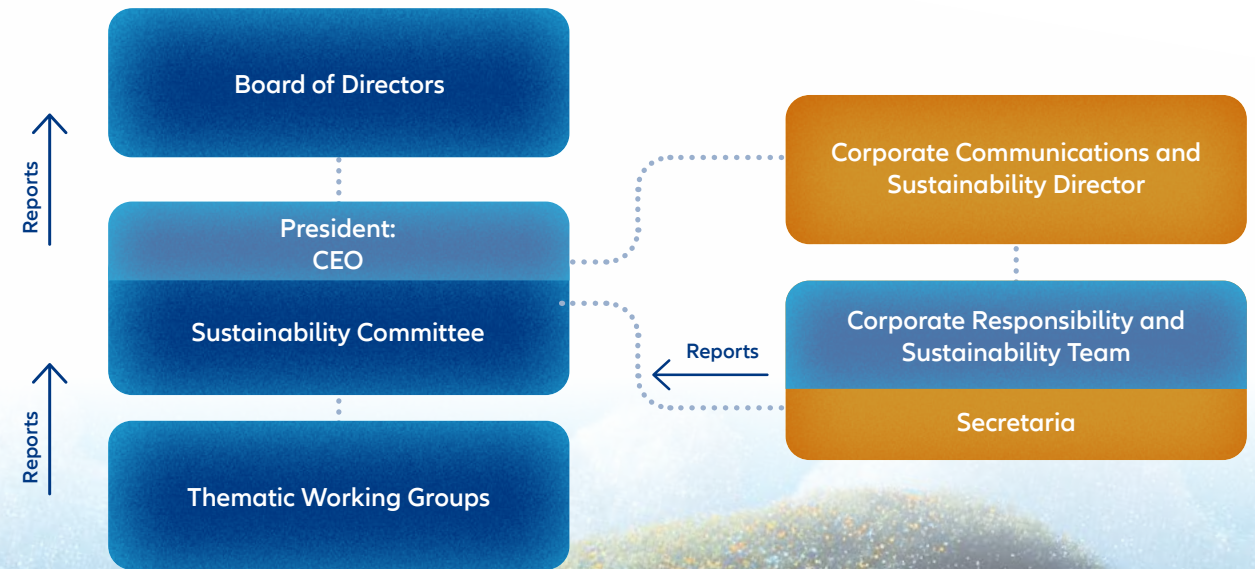 Board of Directors
Reports
President:
CEO
Sustainability Committee
Reports
Thematic Working Groups
Corporate Communications and
Sustainability Director
Reports
Corporate Responsibility and
Sustainability Team
Secretaria